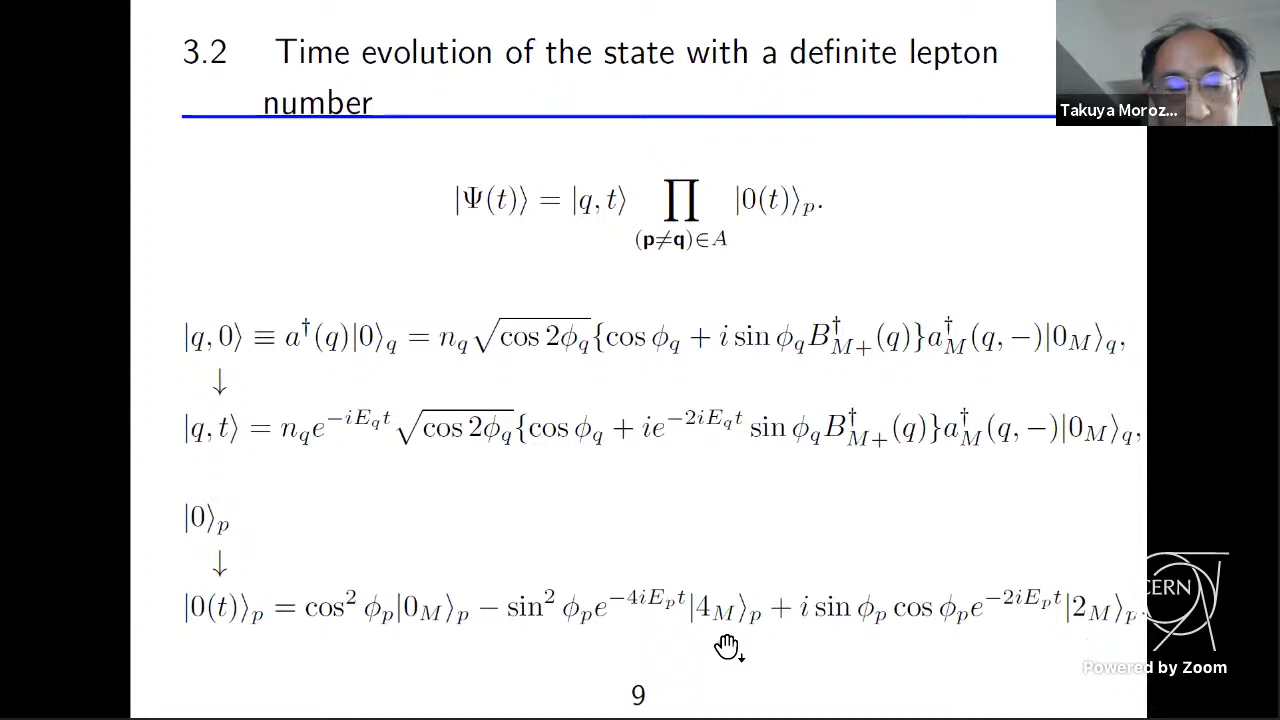 3.2 Time evolution of the state with a definite lepton
number
Takuya Moroz...
|Ψ(t)⟩ = |q, t⟩ ∏_{(p≠q)∈A} |0(t)⟩_p.
|q, 0⟩ ≡ a†(q)|0⟩_q = n_q √(cos 2ϕ_q) {cos ϕ_q + i sin ϕ_q B†_{M+}(q)} a†_M(q, −)|0_M⟩_q,
↓
|q, t⟩ = n_q e^{−iE_q t} √(cos 2ϕ_q) {cos ϕ_q + ie^{−2iE_q t} sin ϕ_q B†_{M+}(q)} a†_M(q, −)|0_M⟩_q,
|0⟩_p
↓
|0(t)⟩_p = cos² ϕ_p |0_M⟩_p − sin² ϕ_p e^{−4iE_p t} |4_M⟩_p + i sin ϕ_p cos ϕ_p e^{−2iE_p t} |2_M⟩_p.
CERN
Powered by Zoom
9